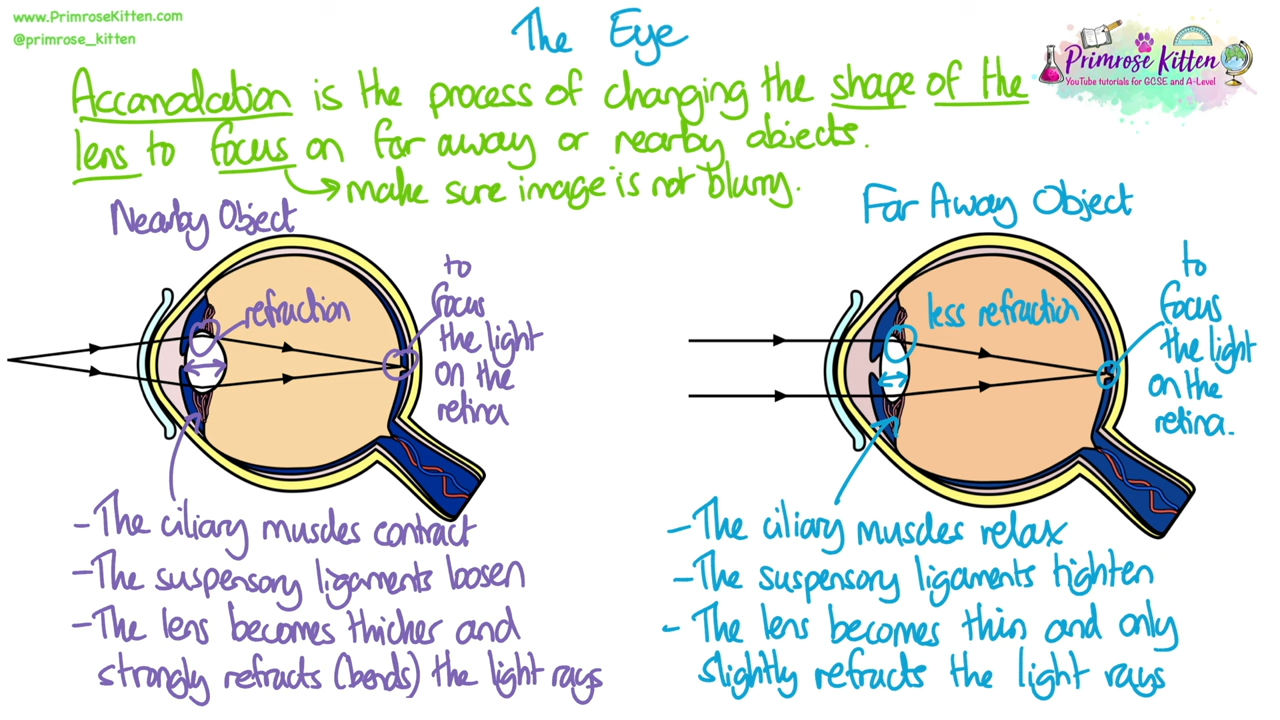 www.PrimroseKitten.com
@primrose_kitten
The Eye
Primrose Kitten
YouTube tutorials for GCSE and A-Level
Accomodcation is the process of changing the shape of the
lens to focus on far away or nearby objects.
make sure image is not blurry.
Nearby Object
refraction
to
focus
the light
on the
retina
- The ciliary muscles contract
- The suspensory ligaments loosen
- The lens becomes thicker and
strongly refracts (bends) the light rays
Far Away Object
less refraction
to
focus
the light
on the
retina.
- The ciliary muscles relax
- The suspensory ligaments tighten
- The lens becomes thin and only
slightly refracts the light rays